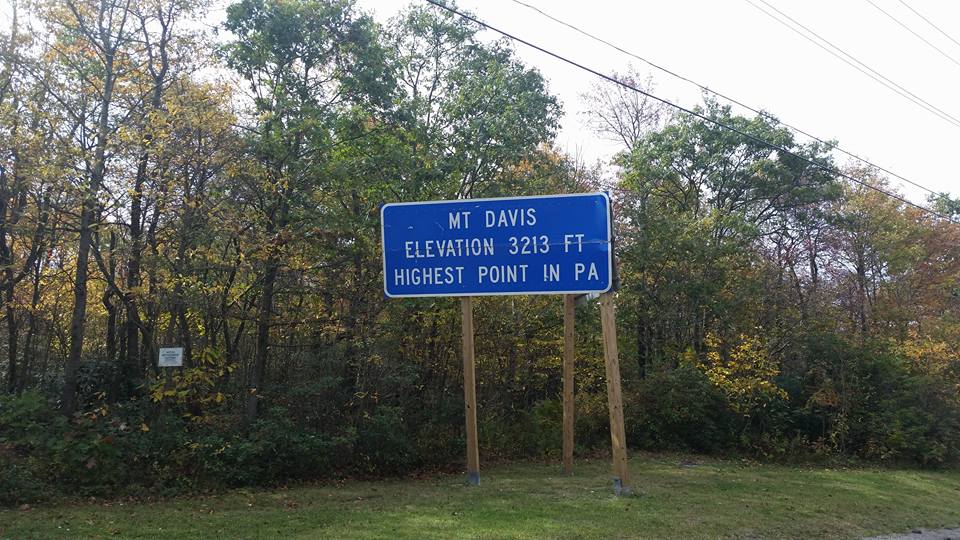 MT DAVIS
ELEVATION 3213 FT
HIGHEST POINT IN PA